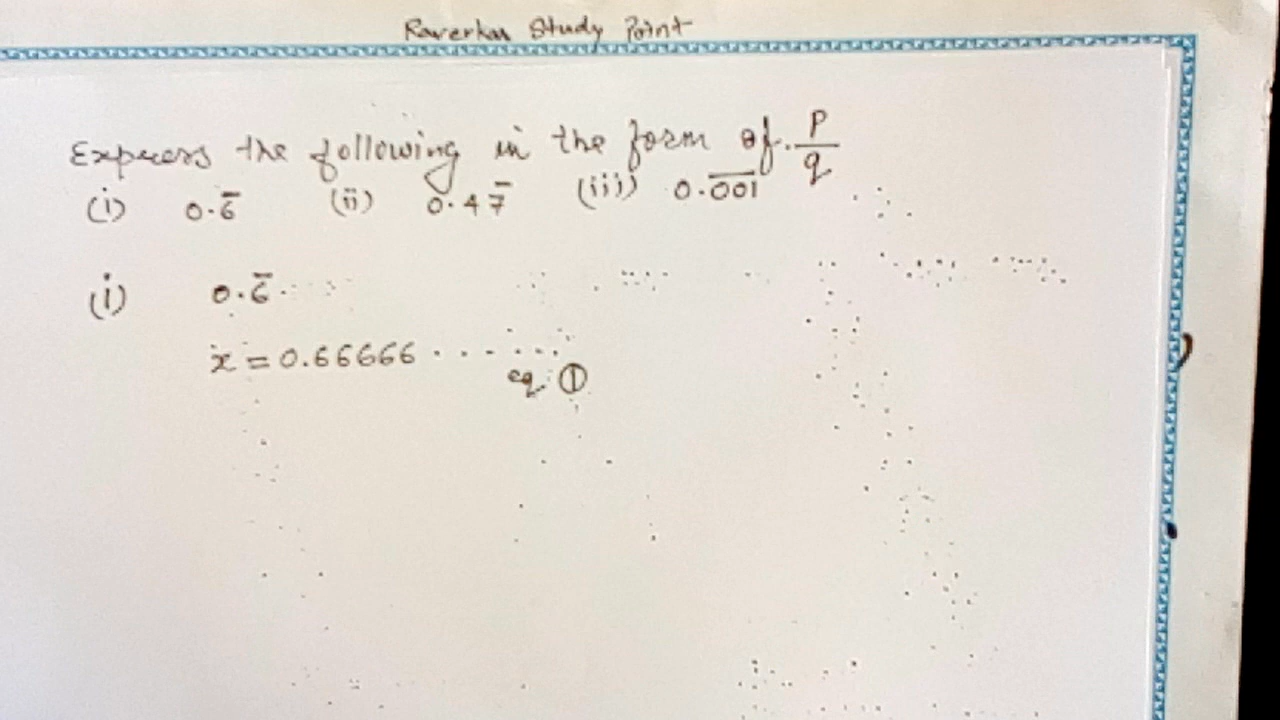 Raverkar Study Point
Express the following in the form of p/q
(i) 0.6̅ (ii) 0.47̅ (iii) 0.0̅0̅1̅
(i) 0.6̅
x = 0.66666 . . . . . . .
eq ①